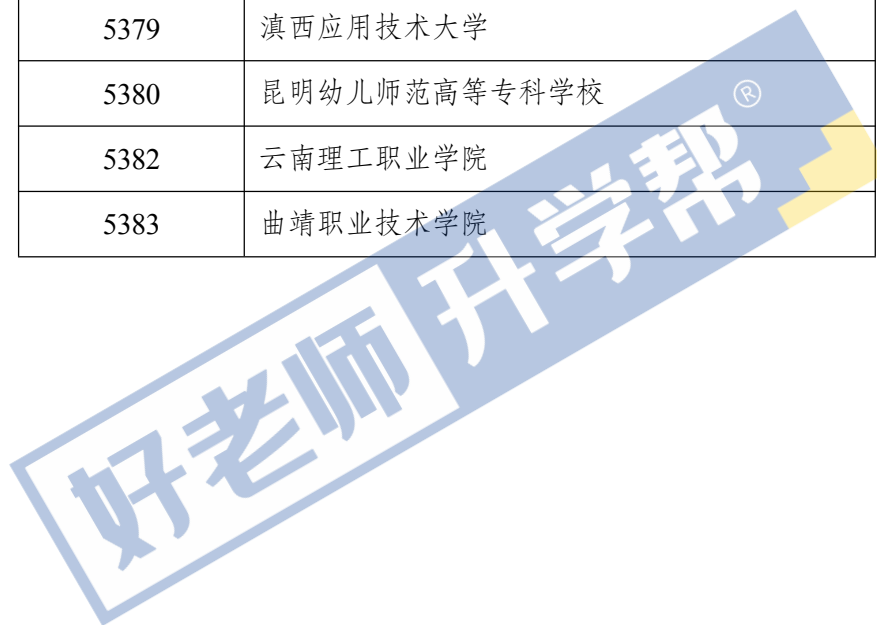 5379 滇西应用技术大学
5380 昆明幼儿师范高等专科学校
5382 云南理工职业学院
5383 曲靖职业技术学院
好老师 升学帮 ®